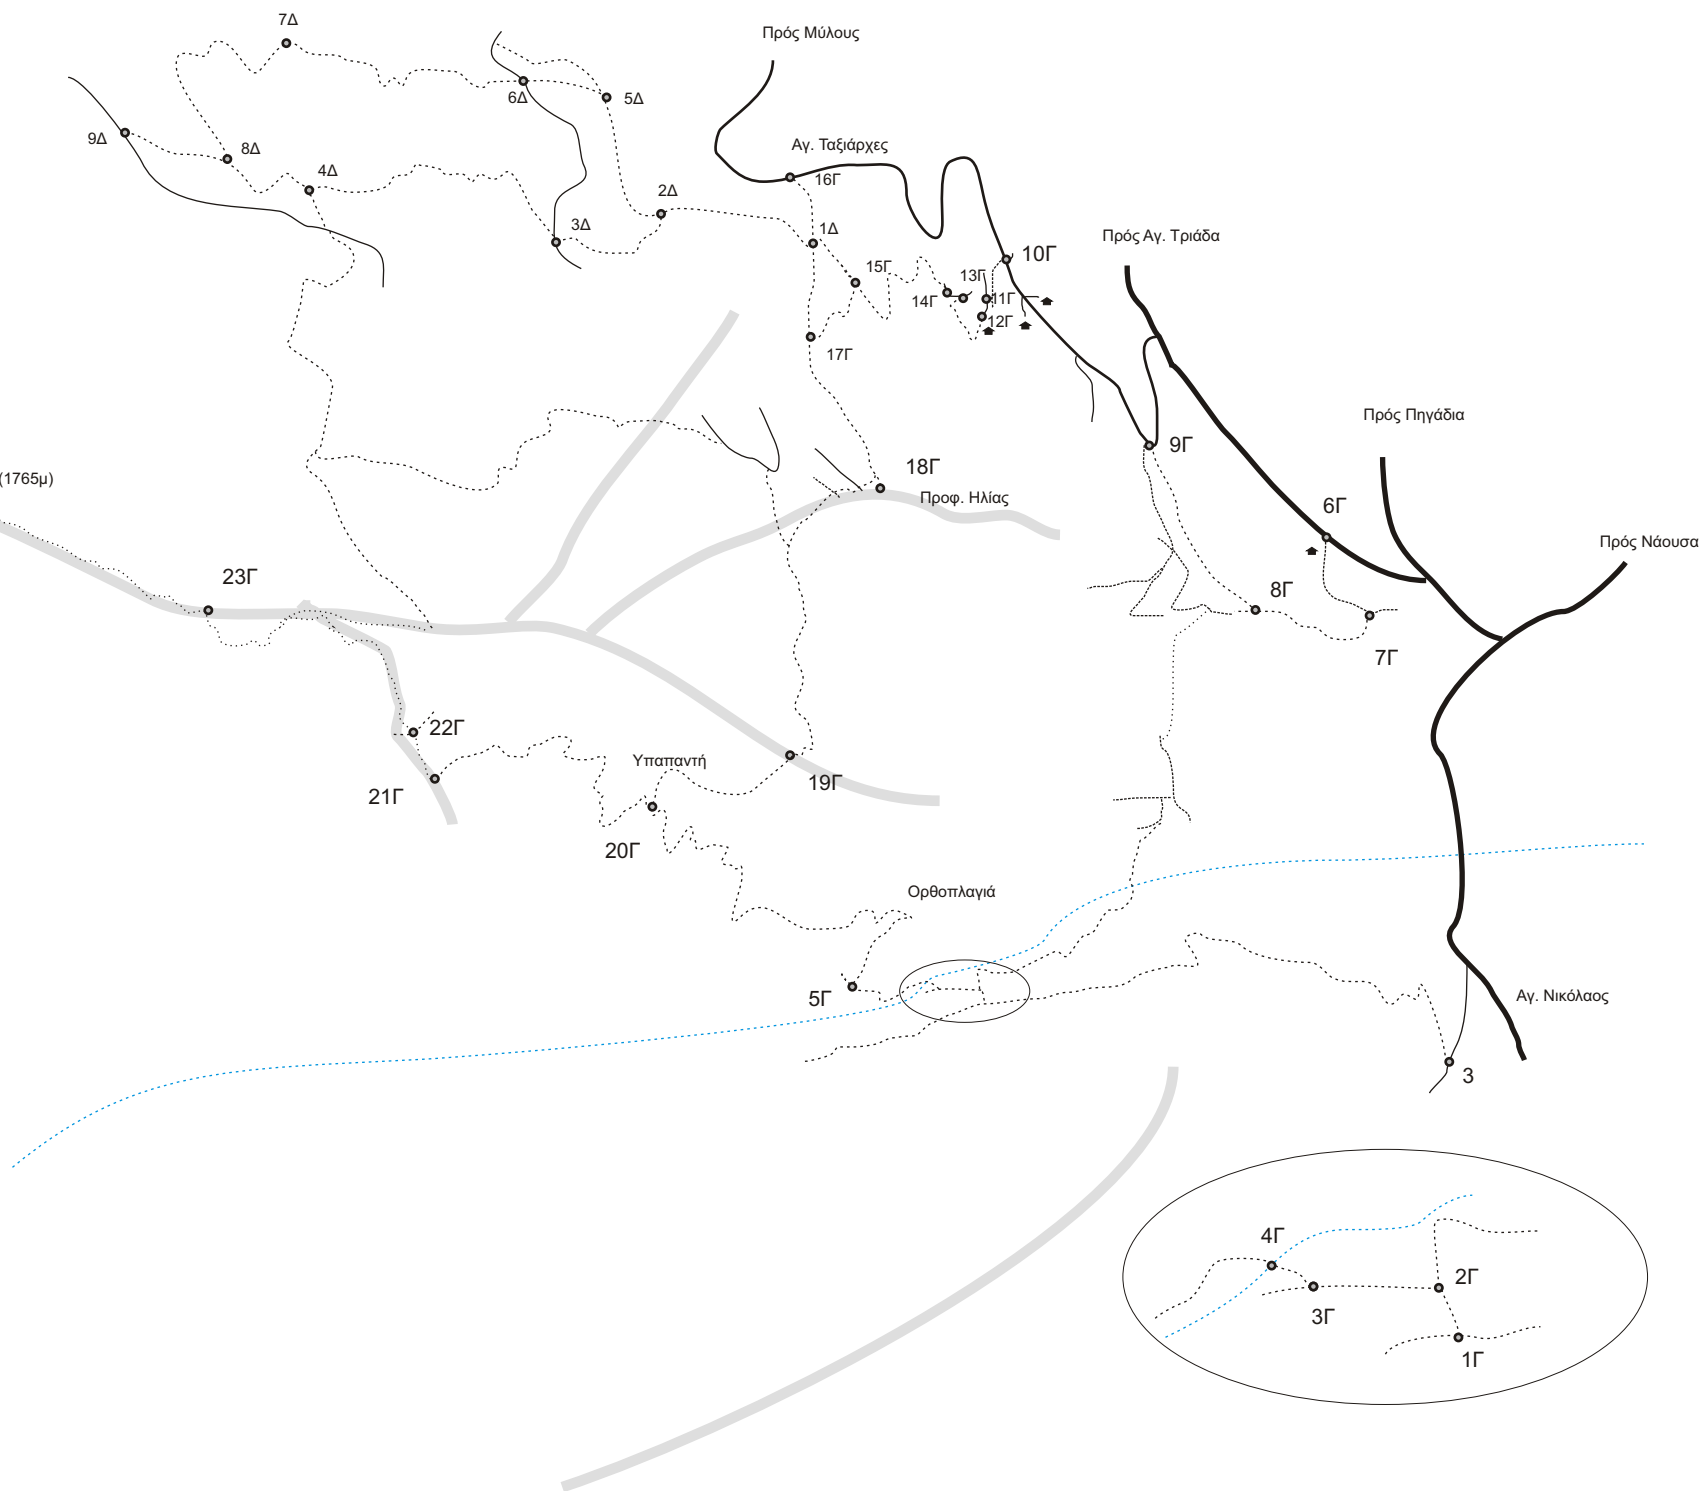 7Δ
Πρός Μύλους
6Δ
5Δ
9Δ
8Δ
Αγ. Ταξιάρχες
4Δ
16Γ
2Δ
3Δ
1Δ
Πρός Αγ. Τριάδα
10Γ
15Γ
13Γ
14Γ
11Γ
12Γ
17Γ
Πρός Πηγάδια
9Γ
18Γ
(1765μ)
Προφ. Ηλίας
6Γ
Πρός Νάουσα
23Γ
8Γ
7Γ
22Γ
Υπαπαντή
19Γ
21Γ
20Γ
Ορθοπλαγιά
5Γ
Αγ. Νικόλαος
3
4Γ
2Γ
3Γ
1Γ